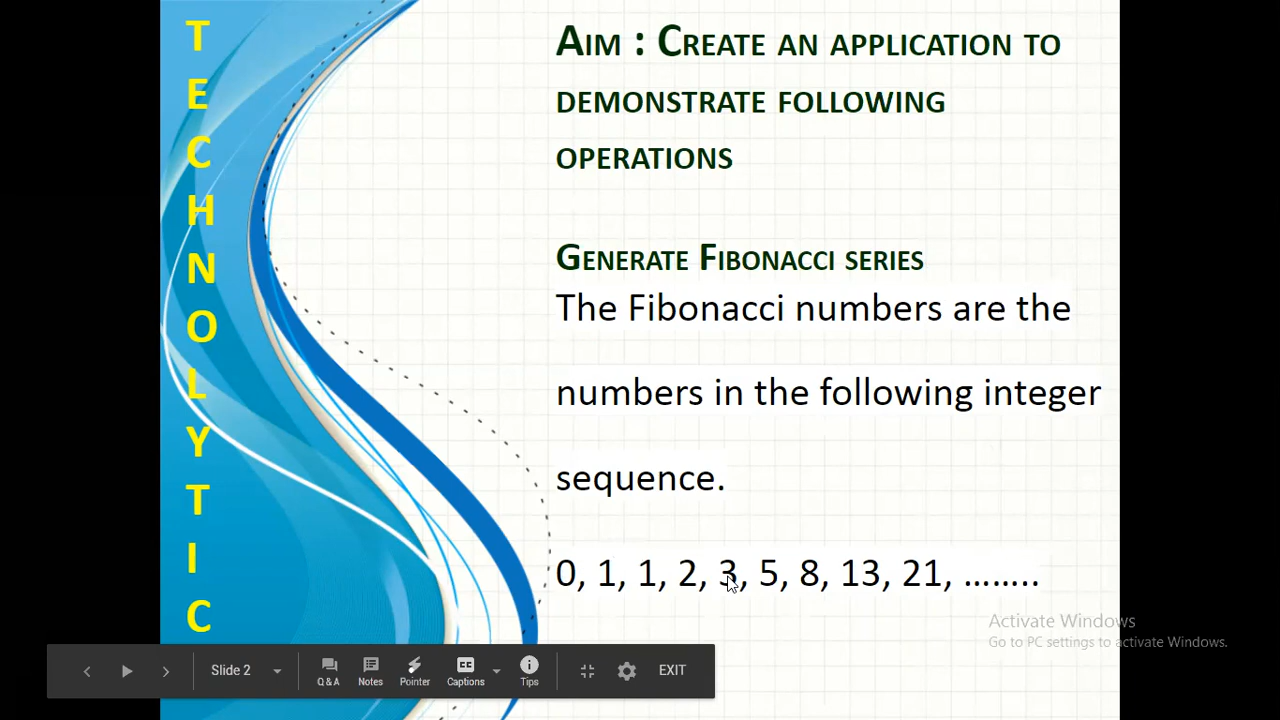 T
E
C
H
N
O
L
Y
T
I
C
AIM : CREATE AN APPLICATION TO
DEMONSTRATE FOLLOWING
OPERATIONS
GENERATE FIBONACCI SERIES
The Fibonacci numbers are the
numbers in the following integer
sequence.
0, 1, 1, 2, 3, 5, 8, 13, 21, ……..
Activate Windows
Go to PC settings to activate Windows.
Slide 2
Q & A
Notes
Pointer
CC
Captions
Tips
EXIT